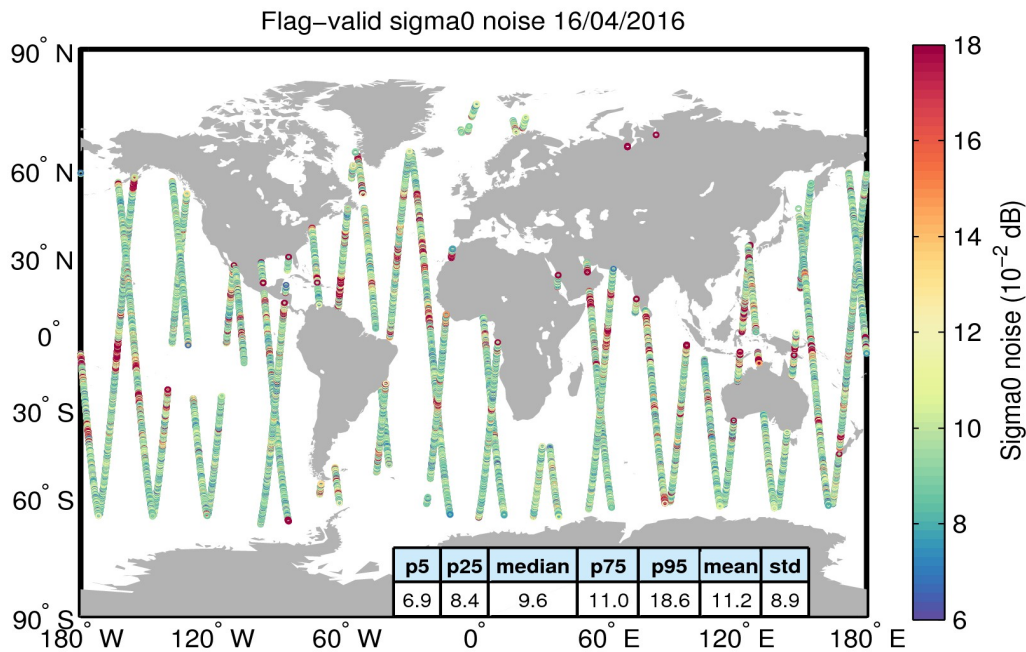 Flag−valid sigma0 noise 16/04/2016
90° N
60° N
30° N
0°
30° S
60° S
90° S
180° W
120° W
60° W
0°
60° E
120° E
180° E
p5 p25 median p75 p95 mean std
6.9 8.4 9.6 11.0 18.6 11.2 8.9
18
16
14
12
10
8
6
Sigma0 noise (10⁻² dB)